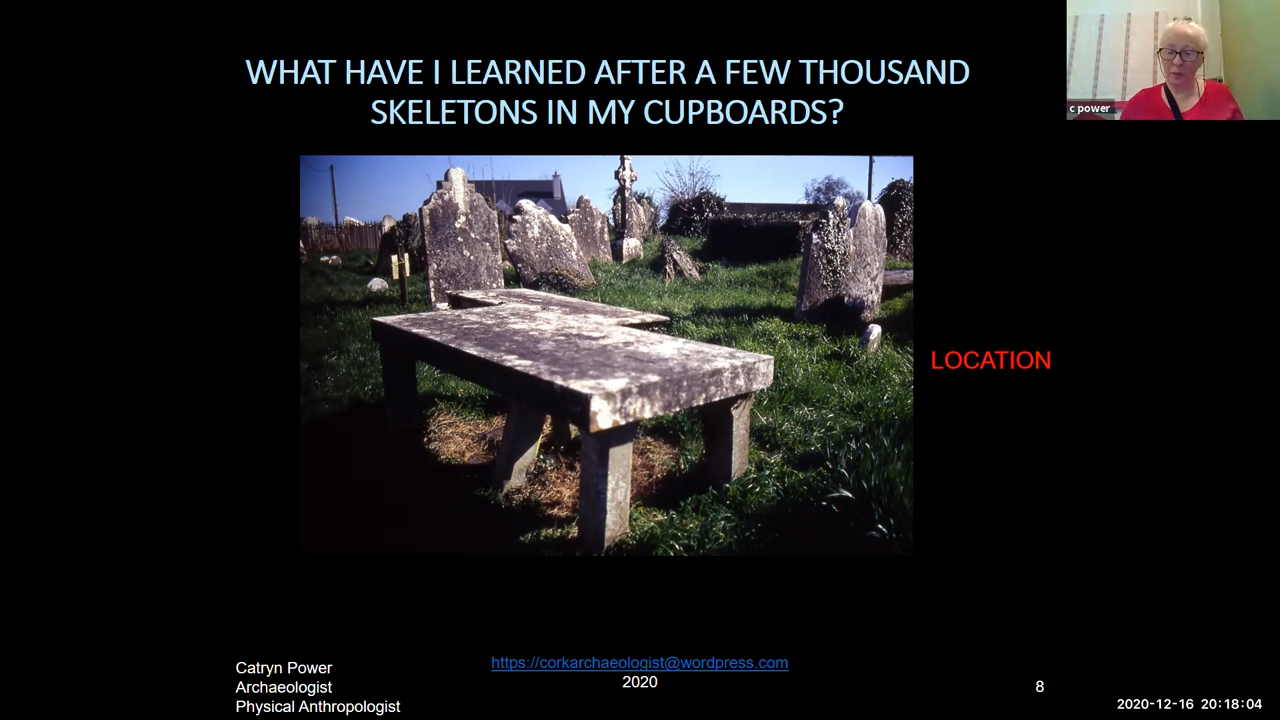 WHAT HAVE I LEARNED AFTER A FEW THOUSAND
SKELETONS IN MY CUPBOARDS?
c power
LOCATION
Catryn Power
Archaeologist
Physical Anthropologist
https://corkarchaeologist@wordpress.com
2020
8
2020-12-16 20:18:04